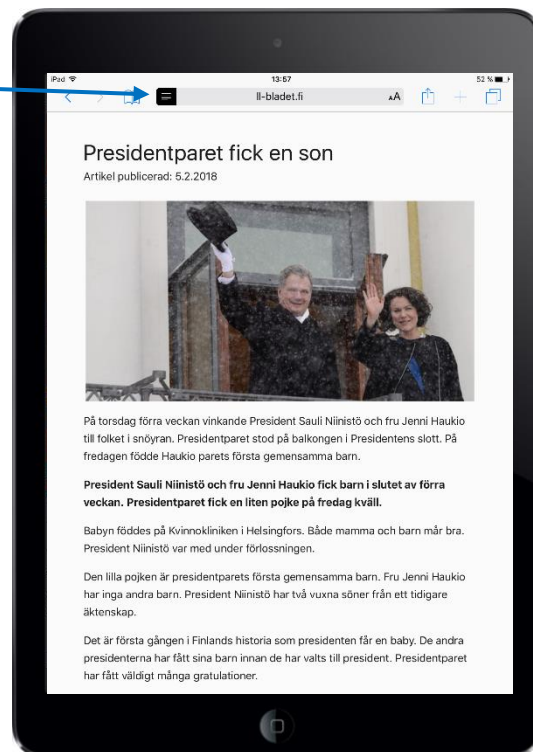 iPad
13:57
52 %
ll-bladet.fi
AA
Presidentparet fick en son
Artikel publicerad: 5.2.2018
På torsdag förra veckan vinkande President Sauli Niinistö och fru Jenni Haukio
till folket i snöyran. Presidentparet stod på balkongen i Presidentens slott. På
fredagen födde Haukio parets första gemensamma barn.
President Sauli Niinistö och fru Jenni Haukio fick barn i slutet av förra
veckan. Presidentparet fick en liten pojke på fredag kväll.
Babyn föddes på Kvinnokliniken i Helsingfors. Både mamma och barn mår bra.
President Niinistö var med under förlossningen.
Den lilla pojken är presidentparets första gemensamma barn. Fru Jenni Haukio
har inga andra barn. President Niinistö har två vuxna söner från ett tidigare
äktenskap.
Det är första gången i Finlands historia som presidenten får en baby. De andra
presidenterna har fått sina barn innan de har valts till president. Presidentparet
har fått väldigt många gratulationer.